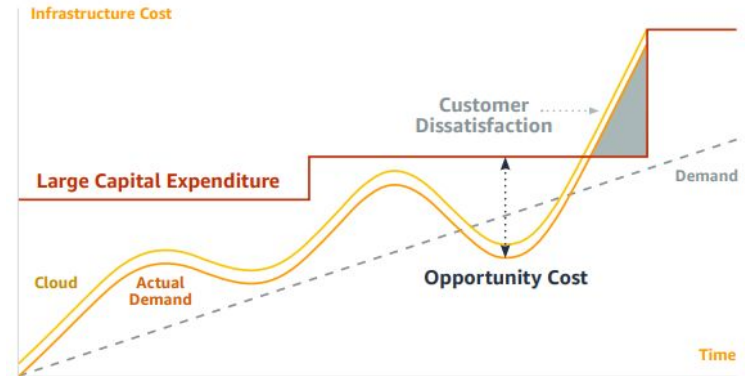 Infrastructure Cost
Customer
Dissatisfaction
Large Capital Expenditure
Demand
Opportunity Cost
Cloud
Actual
Demand
Time